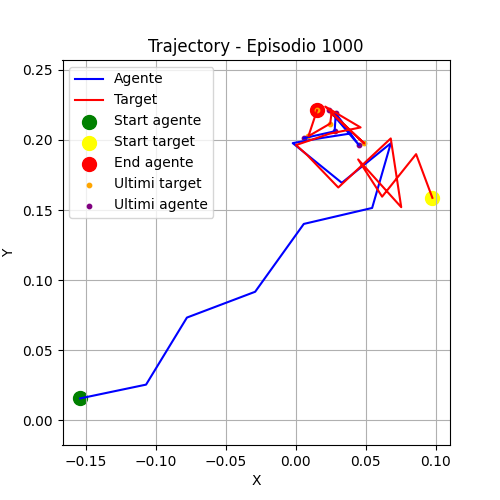 Trajectory - Episodio 1000
Agente
Target
Start agente
Start target
End agente
Ultimi target
Ultimi agente
Y
0.25
0.20
0.15
0.10
0.05
0.00
−0.15
−0.10
−0.05
0.00
0.05
0.10
X